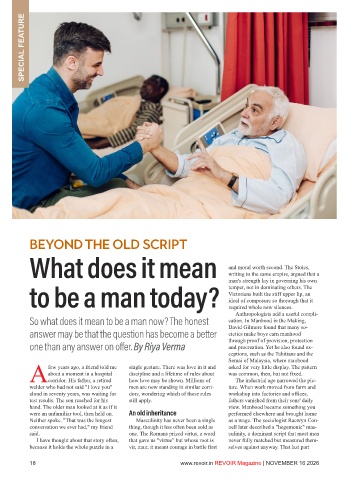 SPECIAL FEATURE
BEYOND THE OLD SCRIPT
What does it mean
to be a man today?
So what does it mean to be a man now? The honest
answer may be that the question has become a better
one than any answer on offer. By Riya Verma
A few years ago, a friend told me
about a moment in a hospital
corridor. His father, a retired
welder who had not said "I love you"
aloud in seventy years, was waiting for
test results. The son reached for his
hand. The older man looked at it as if it
were an unfamiliar tool, then held on.
Neither spoke. "That was the longest
conversation we ever had," my friend
said.
I have thought about that story often,
because it holds the whole puzzle in a
single gesture. There was love in it and
discipline and a lifetime of rules about
how love may be shown. Millions of
men are now standing in similar corri-
dors, wondering which of those rules
still apply.
An old inheritance
Masculinity has never been a single
thing, though it has often been sold as
one. The Romans prized virtus, a word
that gave us "virtue" but whose root is
vir, man; it meant courage in battle first
and moral worth second. The Stoics,
writing in the same empire, argued that a
man's strength lay in governing his own
temper, not in dominating others. The
Victorians built the stiff upper lip, an
ideal of composure so thorough that it
required whole new silences.
Anthropologists add a useful compli-
cation. In Manhood in the Making,
David Gilmore found that many so-
cieties make boys earn manhood
through proof of provision, protection
and procreation. Yet he also found ex-
ceptions, such as the Tahitians and the
Semai of Malaysia, where manhood
asked for very little display. The pattern
was common, then, but not fixed.
The industrial age narrowed the pic-
ture. When work moved from farm and
workshop into factories and offices,
fathers vanished from their sons' daily
view. Manhood became something you
performed elsewhere and brought home
as a wage. The sociologist Raewyn Con-
nell later described a "hegemonic" mas-
culinity, a dominant script that most men
never fully matched but measured them-
selves against anyway. That last part
18
www.revoir.in REVOIR Magazine | NOVEMBER 16 2026